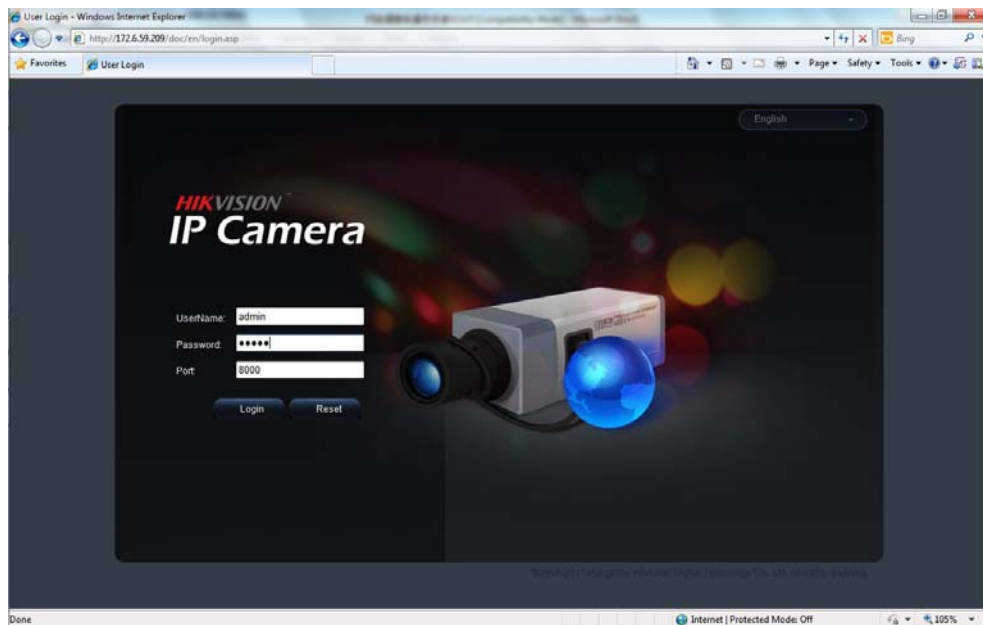 User Login - Windows Internet Explorer
http://172.6.59.209/doc/en/login.asp
Bing
Favorites
User Login
Page
Safety
Tools
English
HIKVISION
IP Camera
UserName:
admin
Password:
•••••
Port:
8000
Login
Reset
Done
Internet | Protected Mode: Off
105%